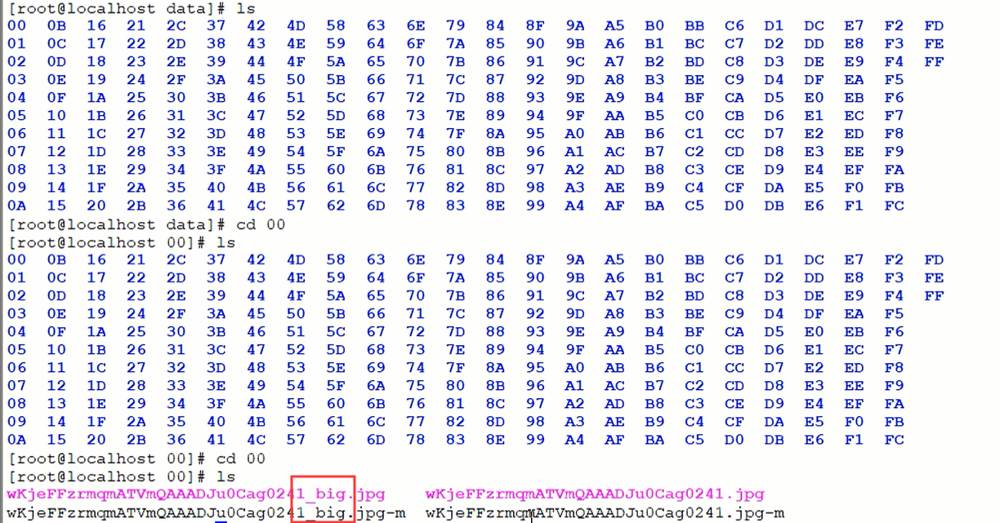 [root@localhost data]# ls
00 0B 16 21 2C 37 42 4D 58 63 6E 79 84 8F 9A A5 B0 BB C6 D1 DC E7 F2 FD
01 0C 17 22 2D 38 43 4E 59 64 6F 7A 85 90 9B A6 B1 BC C7 D2 DD E8 F3 FE
02 0D 18 23 2E 39 44 4F 5A 65 70 7B 86 91 9C A7 B2 BD C8 D3 DE E9 F4 FF
03 0E 19 24 2F 3A 45 50 5B 66 71 7C 87 92 9D A8 B3 BE C9 D4 DF EA F5
04 0F 1A 25 30 3B 46 51 5C 67 72 7D 88 93 9E A9 B4 BF CA D5 E0 EB F6
05 10 1B 26 31 3C 47 52 5D 68 73 7E 89 94 9F AA B5 C0 CB D6 E1 EC F7
06 11 1C 27 32 3D 48 53 5E 69 74 7F 8A 95 A0 AB B6 C1 CC D7 E2 ED F8
07 12 1D 28 33 3E 49 54 5F 6A 75 80 8B 96 A1 AC B7 C2 CD D8 E3 EE F9
08 13 1E 29 34 3F 4A 55 60 6B 76 81 8C 97 A2 AD B8 C3 CE D9 E4 EF FA
09 14 1F 2A 35 40 4B 56 61 6C 77 82 8D 98 A3 AE B9 C4 CF DA E5 F0 FB
0A 15 20 2B 36 41 4C 57 62 6D 78 83 8E 99 A4 AF BA C5 D0 DB E6 F1 FC
[root@localhost data]# cd 00
[root@localhost 00]# ls
00 0B 16 21 2C 37 42 4D 58 63 6E 79 84 8F 9A A5 B0 BB C6 D1 DC E7 F2 FD
01 0C 17 22 2D 38 43 4E 59 64 6F 7A 85 90 9B A6 B1 BC C7 D2 DD E8 F3 FE
02 0D 18 23 2E 39 44 4F 5A 65 70 7B 86 91 9C A7 B2 BD C8 D3 DE E9 F4 FF
03 0E 19 24 2F 3A 45 50 5B 66 71 7C 87 92 9D A8 B3 BE C9 D4 DF EA F5
04 0F 1A 25 30 3B 46 51 5C 67 72 7D 88 93 9E A9 B4 BF CA D5 E0 EB F6
05 10 1B 26 31 3C 47 52 5D 68 73 7E 89 94 9F AA B5 C0 CB D6 E1 EC F7
06 11 1C 27 32 3D 48 53 5E 69 74 7F 8A 95 A0 AB B6 C1 CC D7 E2 ED F8
07 12 1D 28 33 3E 49 54 5F 6A 75 80 8B 96 A1 AC B7 C2 CD D8 E3 EE F9
08 13 1E 29 34 3F 4A 55 60 6B 76 81 8C 97 A2 AD B8 C3 CE D9 E4 EF FA
09 14 1F 2A 35 40 4B 56 61 6C 77 82 8D 98 A3 AE B9 C4 CF DA E5 F0 FB
0A 15 20 2B 36 41 4C 57 62 6D 78 83 8E 99 A4 AF BA C5 D0 DB E6 F1 FC
[root@localhost 00]# cd 00
[root@localhost 00]# ls
wKjeFFzrmqmATVmQAAADJu0Cag0241_big.jpg wKjeFFzrmqmATVmQAAADJu0Cag0241.jpg
wKjeFFzrmqmATVmQAAADJu0Cag0241_big.jpg-m wKjeFFzrmqmATVmQAAADJu0Cag0241.jpg-m